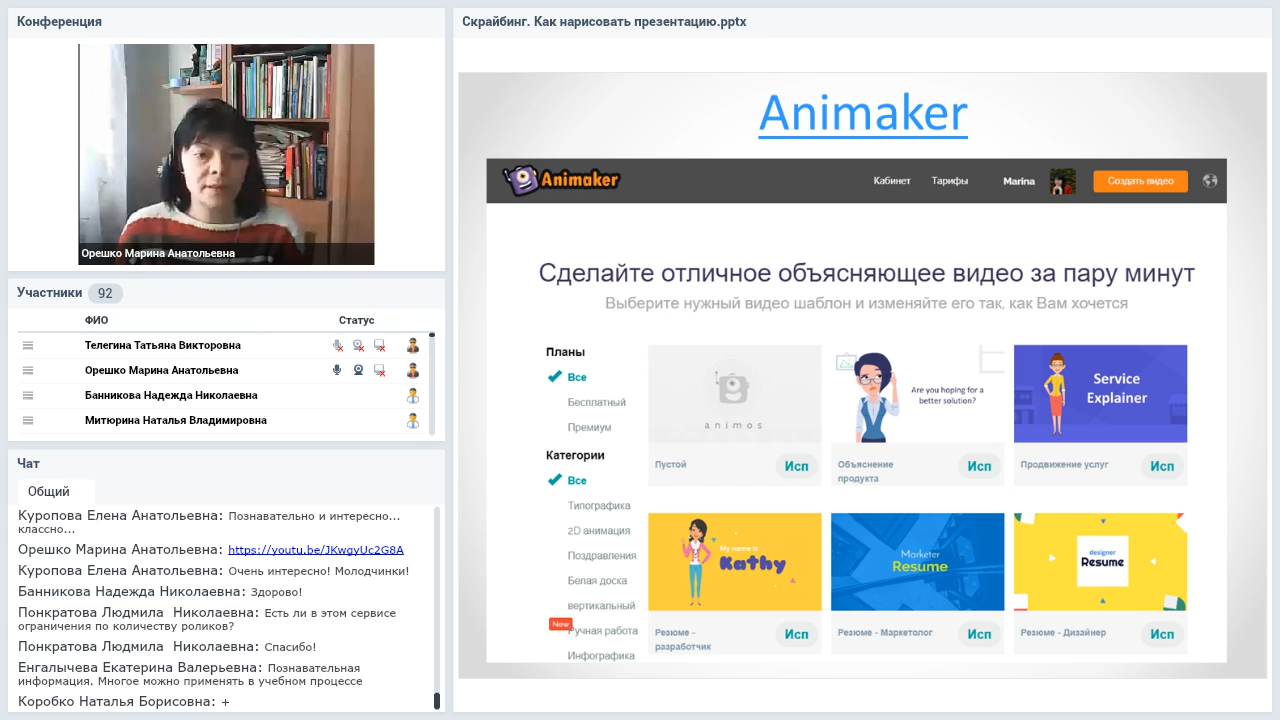 Конференция
Орешко Марина Анатольевна
Участники 92
ФИО Статус
Телегина Татьяна Викторовна
Орешко Марина Анатольевна
Банникова Надежда Николаевна
Митюрина Наталья Владимировна
Чат
Общий
Куропова Елена Анатольевна: Познавательно и интересно...
классно...
Орешко Марина Анатольевна: https://youtu.be/JKwgyUc2G8A
Куропова Елена Анатольевна: Очень интересно! Молодчинки!
Банникова Надежда Николаевна: Здорово!
Понкратова Людмила Николаевна: Есть ли в этом сервисе
ограничения по количеству роликов?
Понкратова Людмила Николаевна: Спасибо!
Енгалычева Екатерина Валерьевна: Познавательная
информация. Многое можно применять в учебном процессе
Коробко Наталья Борисовна: +
Скрайбинг. Как нарисовать презентацию.pptx
Animaker
Animaker Кабинет Тарифы Marina Создать видео
Сделайте отличное объясняющее видео за пару минут
Выберите нужный видео шаблон и изменяйте его так, как Вам хочется
Планы
Все
Бесплатный
Премиум
Категории
Все
Типографика
2D анимация
Поздравления
Белая доска
вертикальный
New
Ручная работа
Инфографика
animos
Пустой Исп
Are you hoping for a
better solution?
Объяснение
продукта
Исп
Service
Explainer
Продвижение услуг Исп
My name is
Kathy
Резюме -
разработчик
Исп
Marketer
Resume
Резюме - Маркетолог Исп
designer
Resume
Резюме - Дизайнер Исп